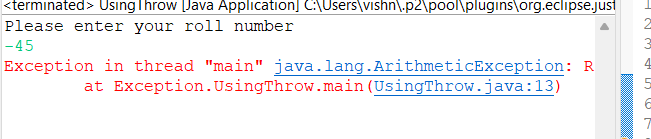 <terminated> UsingThrow [Java Application] C:\Users\vishn\.p2\pool\plugins\org.eclipse.just
Please enter your roll number
-45
Exception in thread "main" java.lang.ArithmeticException: R
at Exception.UsingThrow.main(UsingThrow.java:13)